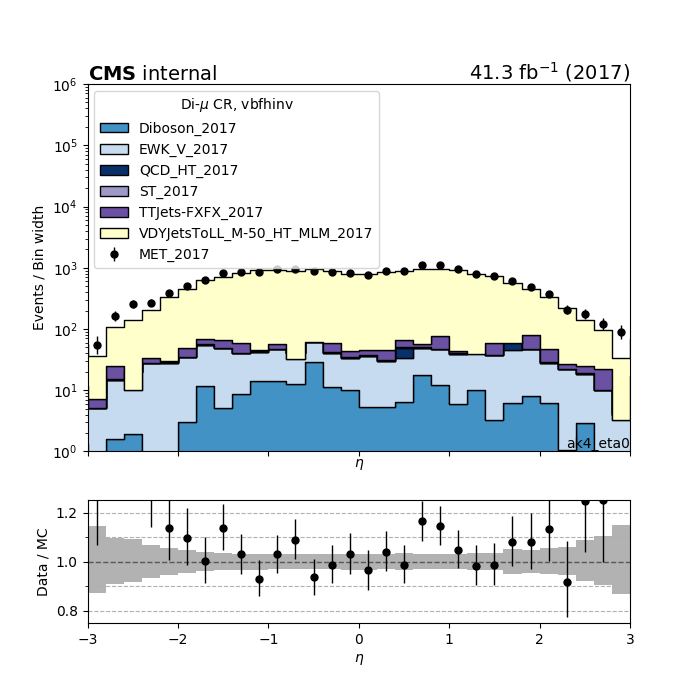 CMS internal 41.3 fb⁻¹ (2017)
Di-μ CR, vbfhinv
Diboson_2017
EWK_V_2017
QCD_HT_2017
ST_2017
TTJets-FXFX_2017
VDYJetsToLL_M-50_HT_MLM_2017
MET_2017
Events / Bin width
10⁶
10⁵
10⁴
10³
10²
10¹
10⁰
ak4_eta0
η
Data / MC
1.2
1.0
0.8
−3 −2 −1 0 1 2 3
η